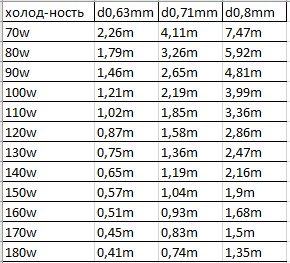 холод-ность d0,63mm d0,71mm d0,8mm
70w 2,26m 4,11m 7,47m
80w 1,79m 3,26m 5,92m
90w 1,46m 2,65m 4,81m
100w 1,21m 2,19m 3,99m
110w 1,02m 1,85m 3,36m
120w 0,87m 1,58m 2,86m
130w 0,75m 1,36m 2,47m
140w 0,65m 1,19m 2,16m
150w 0,57m 1,04m 1,9m
160w 0,51m 0,93m 1,68m
170w 0,45m 0,83m 1,5m
180w 0,41m 0,74m 1,35m